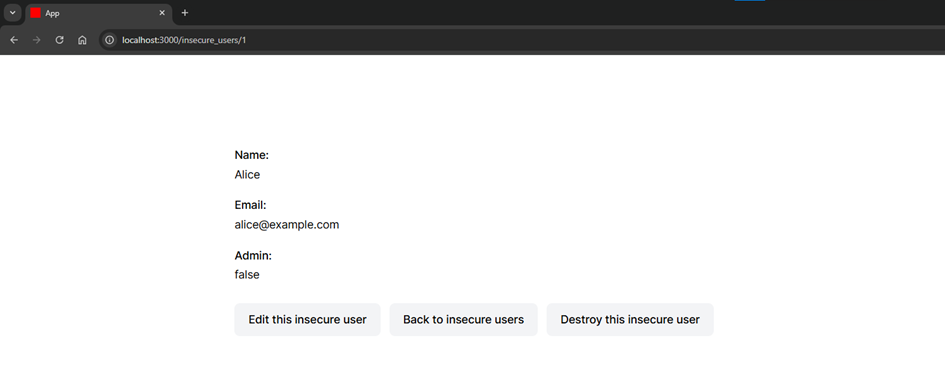 App
localhost:3000/insecure_users/1
Name:
Alice
Email:
alice@example.com
Admin:
false
Edit this insecure user Back to insecure users Destroy this insecure user